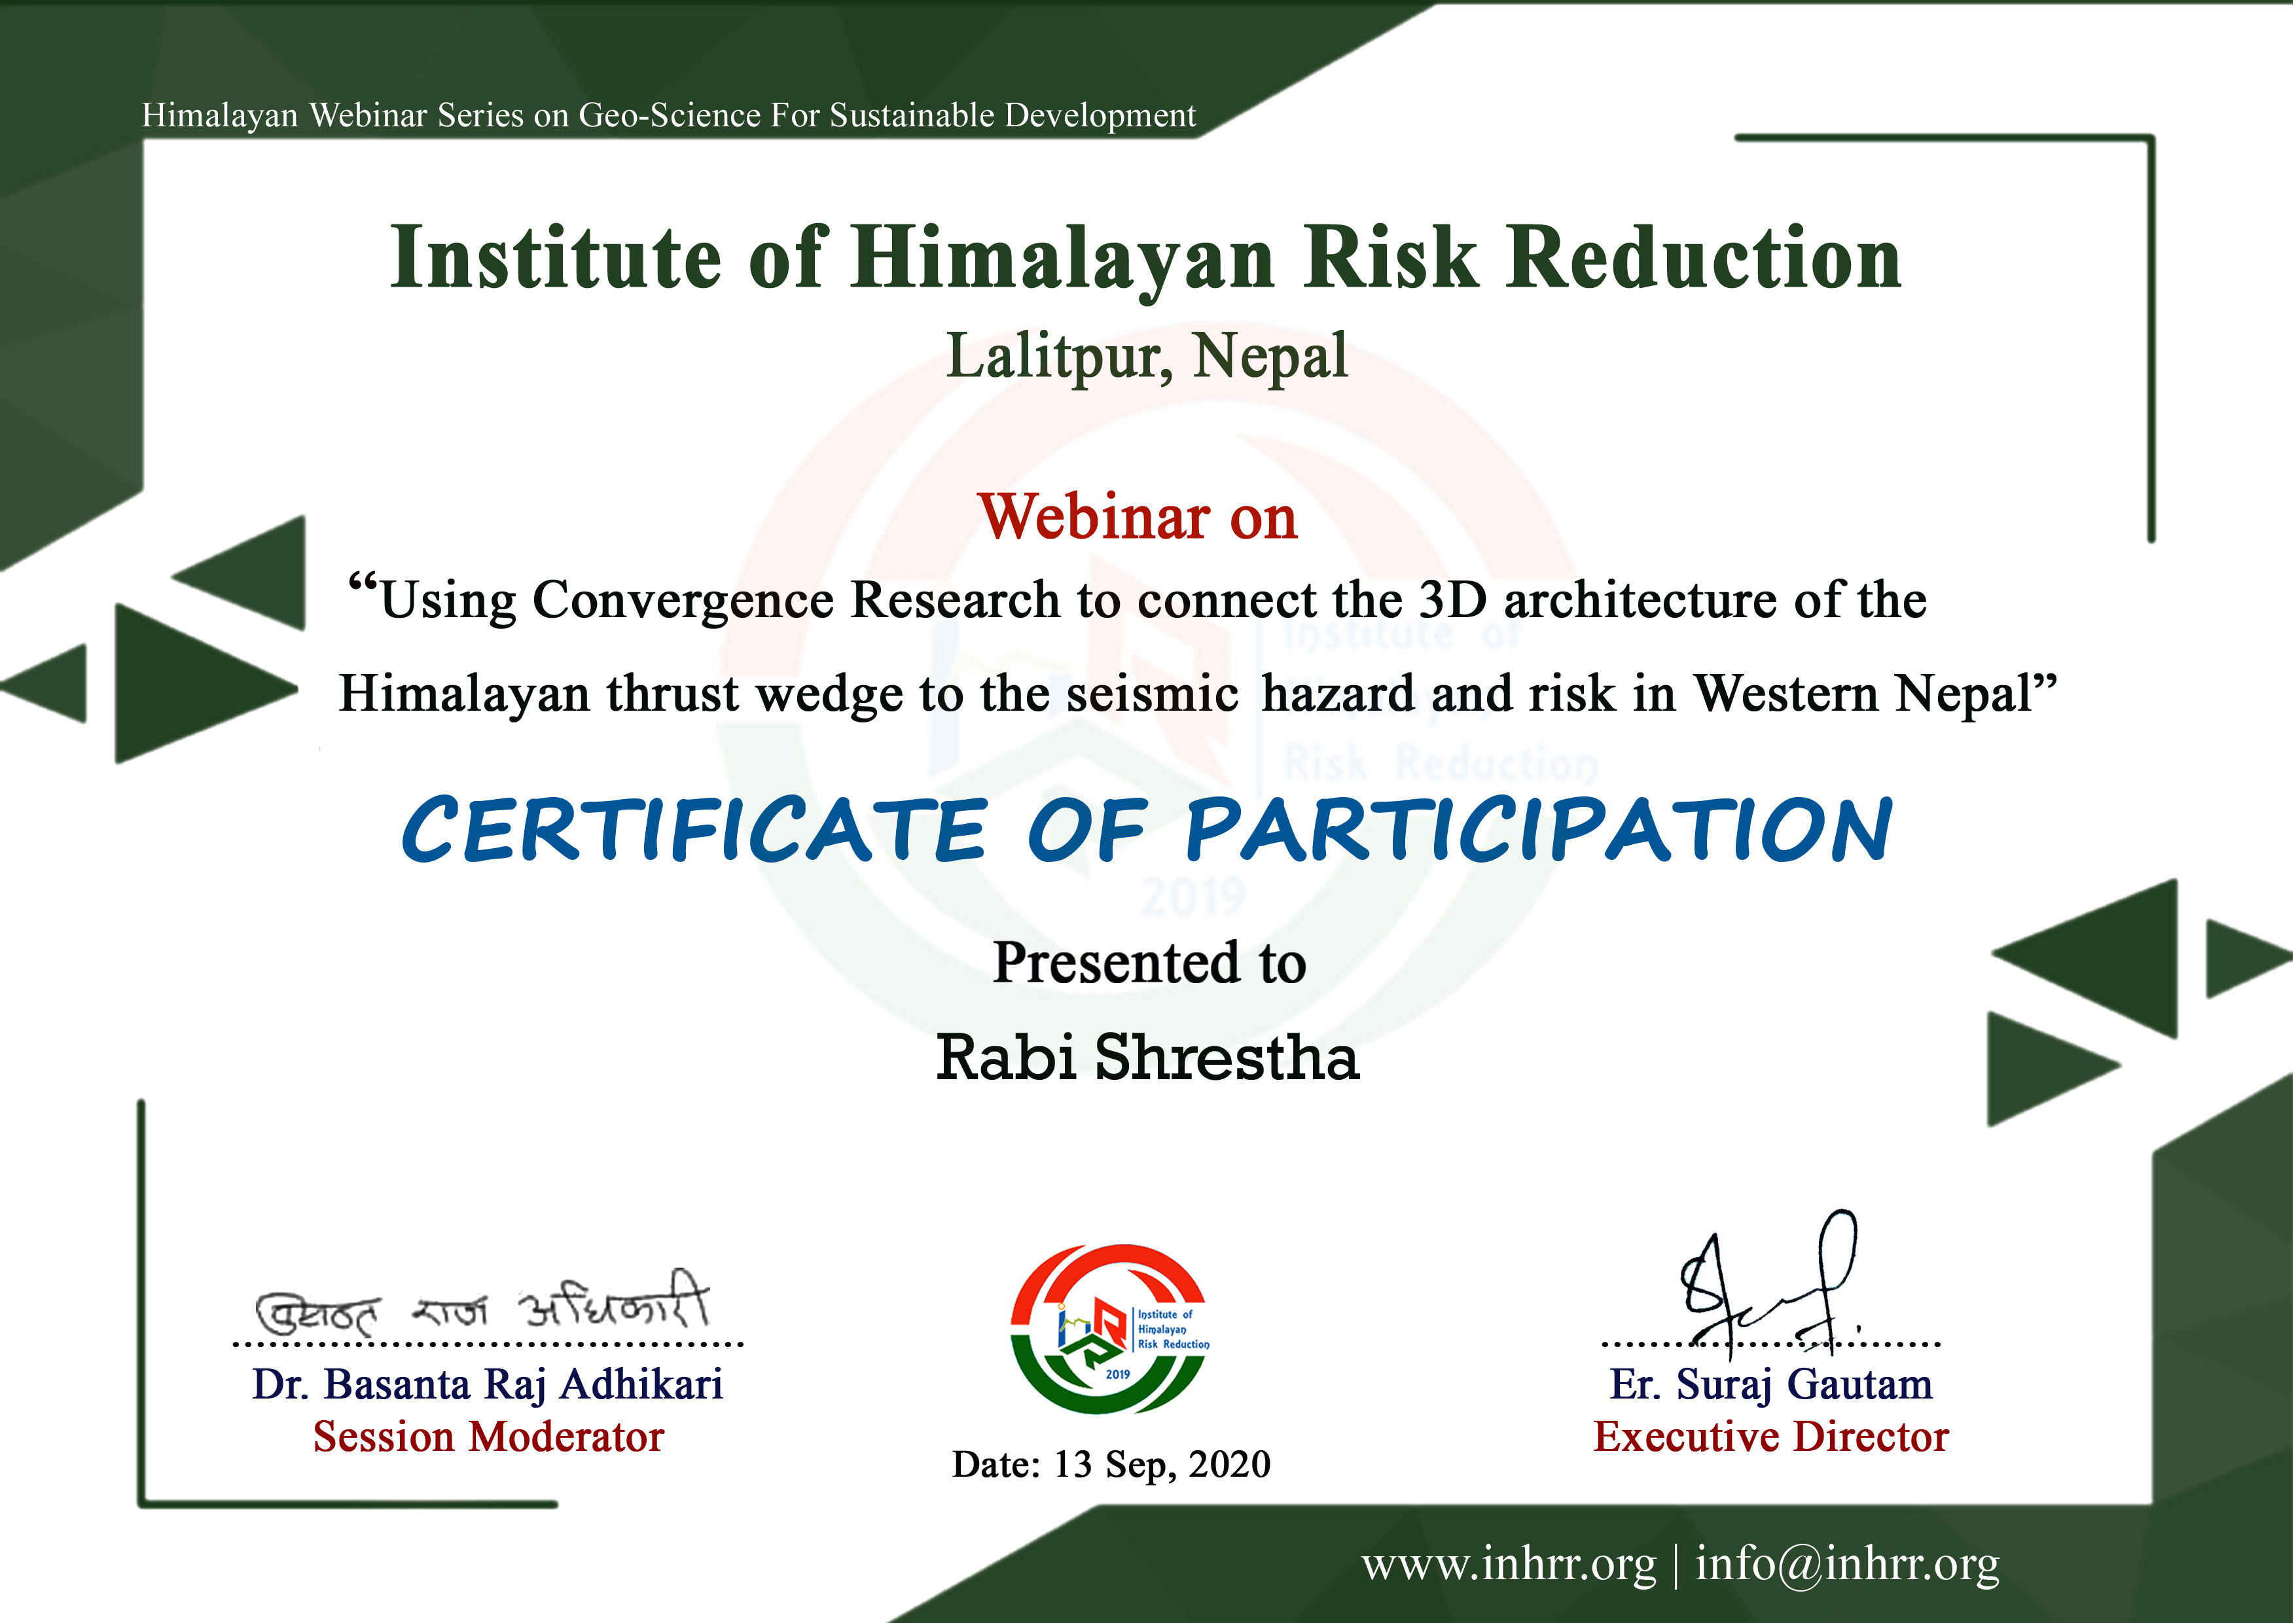 Himalayan Webinar Series on Geo-Science For Sustainable Development
Institute of Himalayan Risk Reduction
Lalitpur, Nepal
Webinar on
“Using Convergence Research to connect the 3D architecture of the
Himalayan thrust wedge to the seismic hazard and risk in Western Nepal”
CERTIFICATE OF PARTICIPATION
Presented to
Rabi Shrestha
बसन्त राज अधिकारी
Dr. Basanta Raj Adhikari
Session Moderator
Institute of
Himalayan
Risk Reduction
2019
Date: 13 Sep, 2020
Er. Suraj Gautam
Executive Director
www.inhrr.org | info@inhrr.org